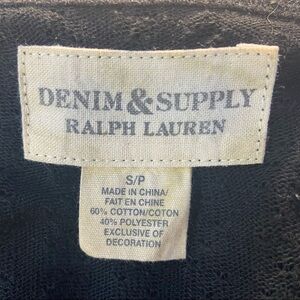 DENIM & SUPPLY
RALPH LAUREN
S/P
MADE IN CHINA/
FAIT EN CHINE
60% COTTON/COTON
40% POLYESTER
EXCLUSIVE OF
DECORATION